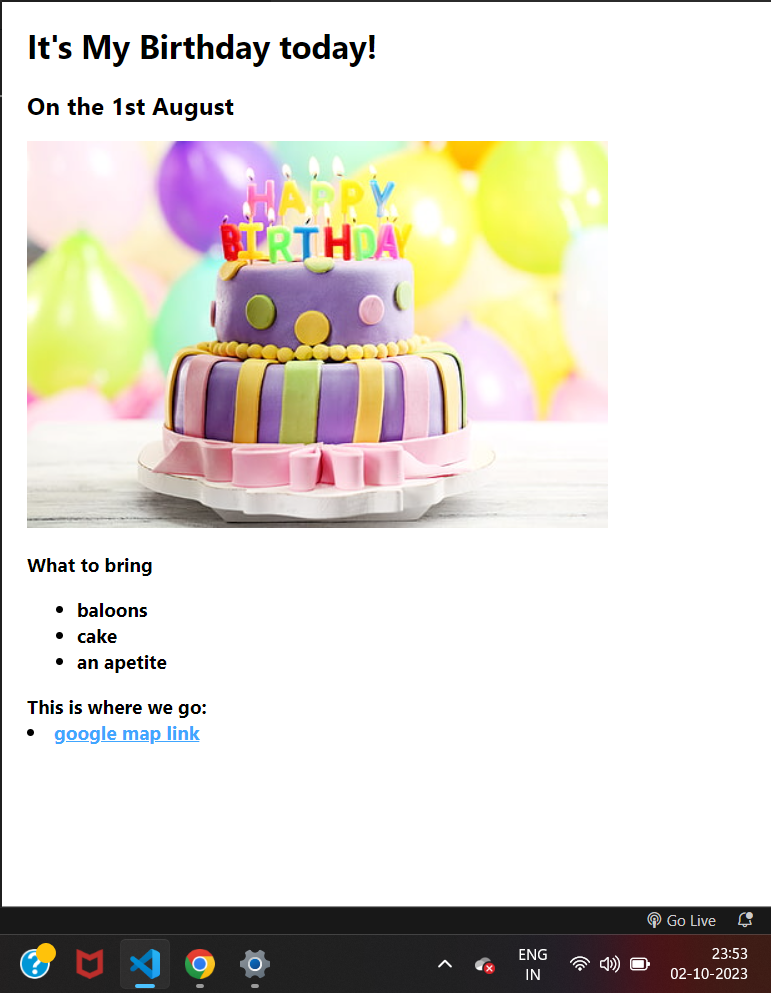 It's My Birthday today!
On the 1st August
HAPPY
BIRTHDAY
What to bring
baloons
cake
an apetite
This is where we go:
google map link
Go Live
ENG
IN
23:53
02-10-2023